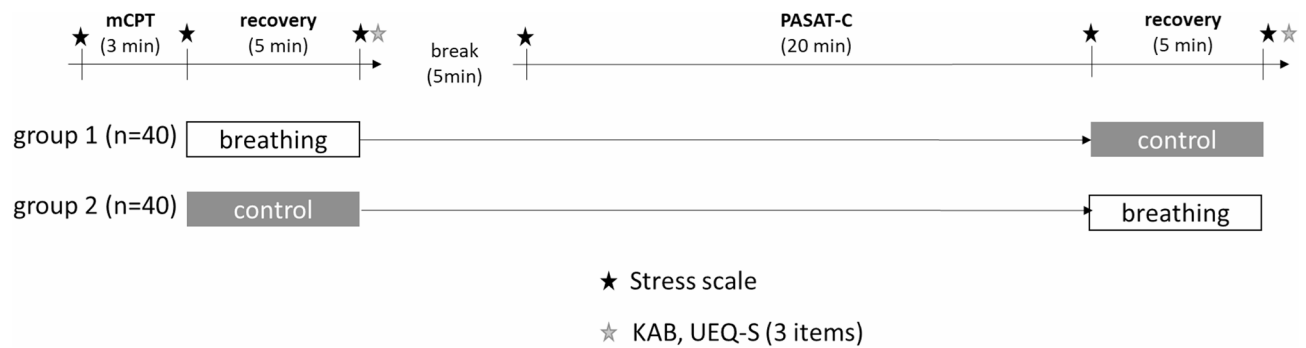 mCPT
(3 min)
recovery
(5 min)
break
(5min)
PASAT-C
(20 min)
recovery
(5 min)
group 1 (n=40)
breathing
control
group 2 (n=40)
control
breathing
Stress scale
KAB, UEQ-S (3 items)